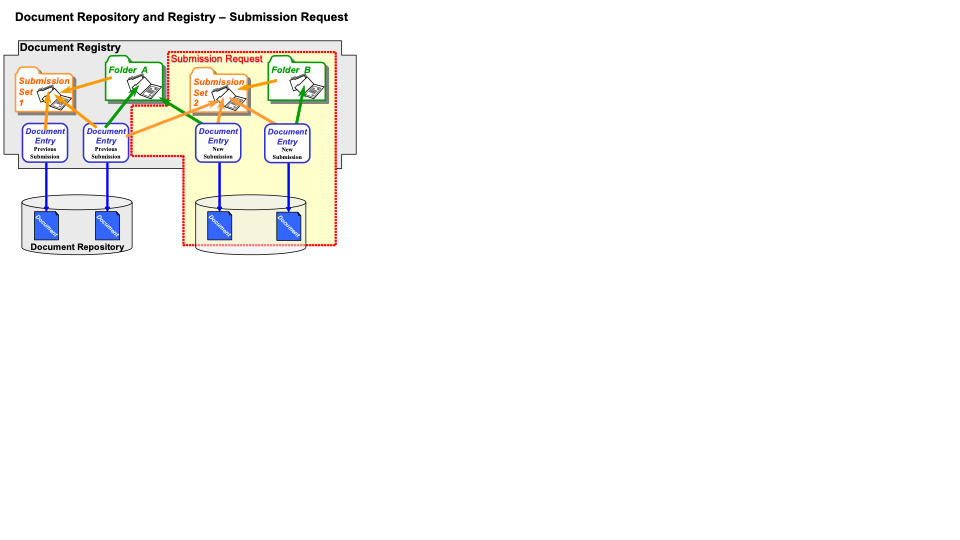 Document Repository and Registry – Submission Request
Document Registry
Submission Request
Folder A
Folder B
Submission
Set
1
Submission
Set
2
Document
Entry
Previous
Submission
Document
Entry
Previous
Submission
Document
Entry
New
Submission
Document
Entry
New
Submission
Document
Document
Document
Document
Document Repository